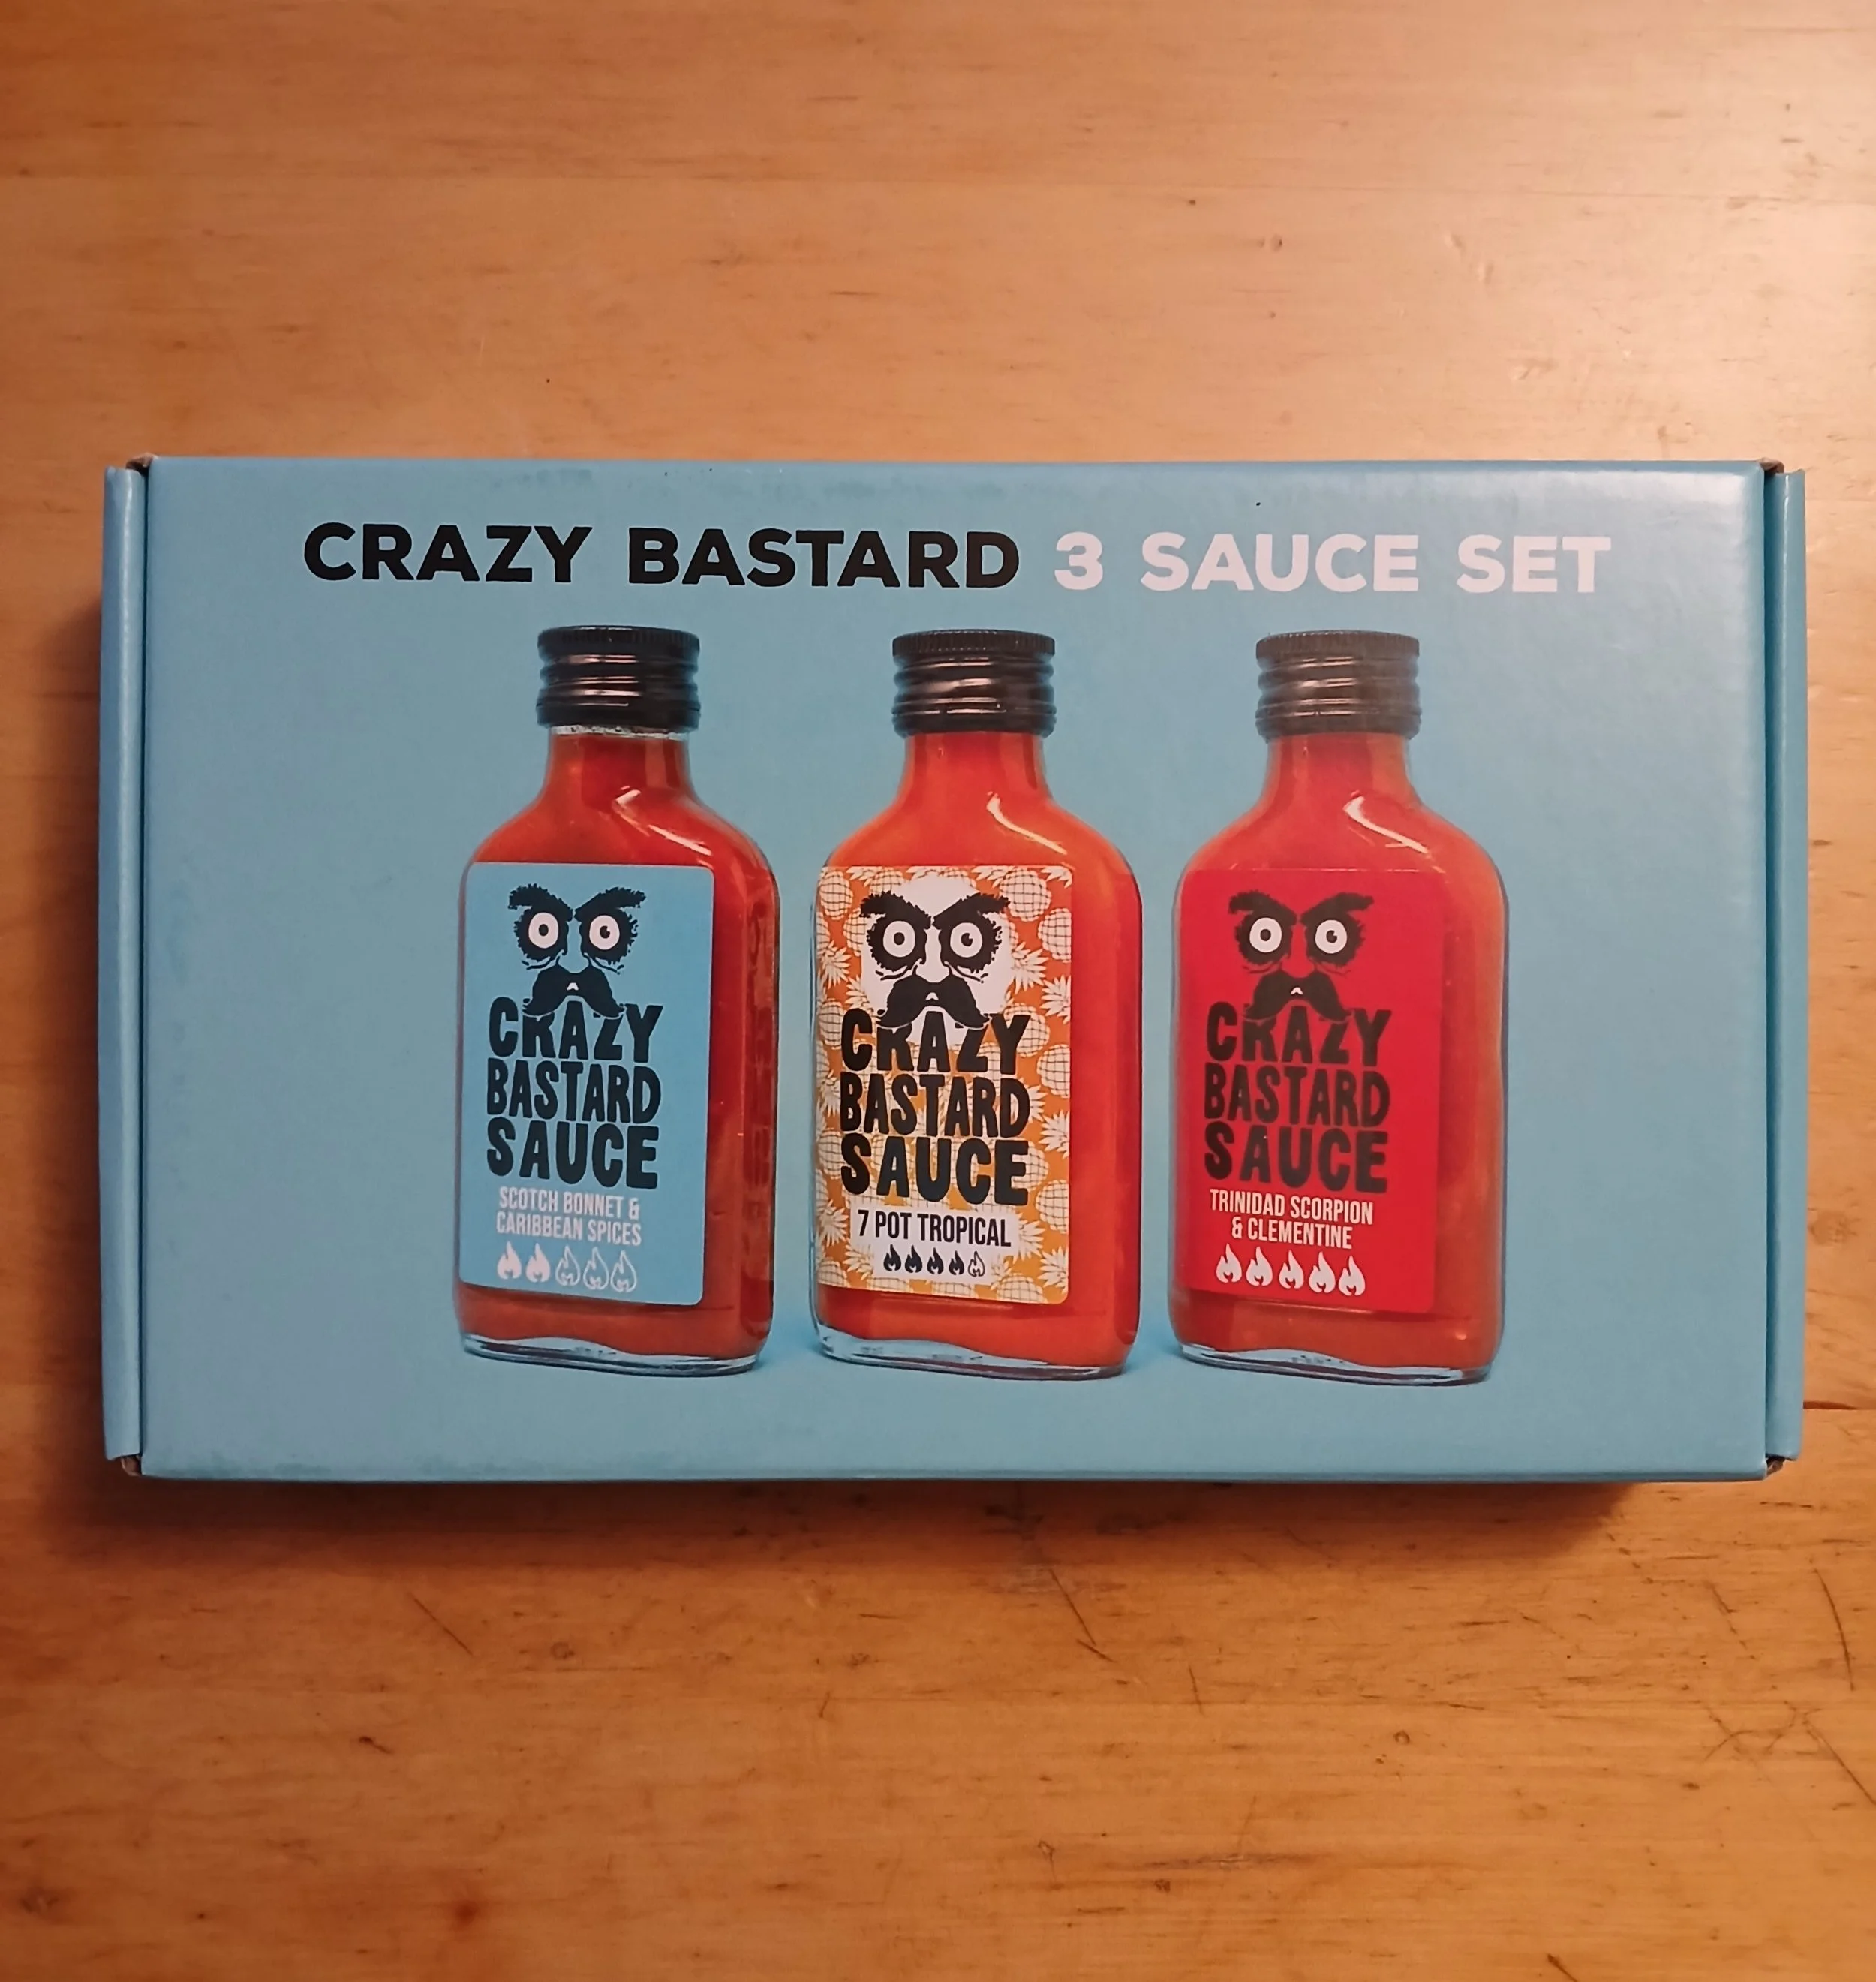 CRAZY BASTARD 3 SAUCE SET
CRAZY
BASTARD
SAUCE
SCOTCH BONNET &
CARIBBEAN SPICES
CRAZY
BASTARD
SAUCE
7 POT TROPICAL
CRAZY
BASTARD
SAUCE
TRINIDAD SCORPION
& CLEMENTINE